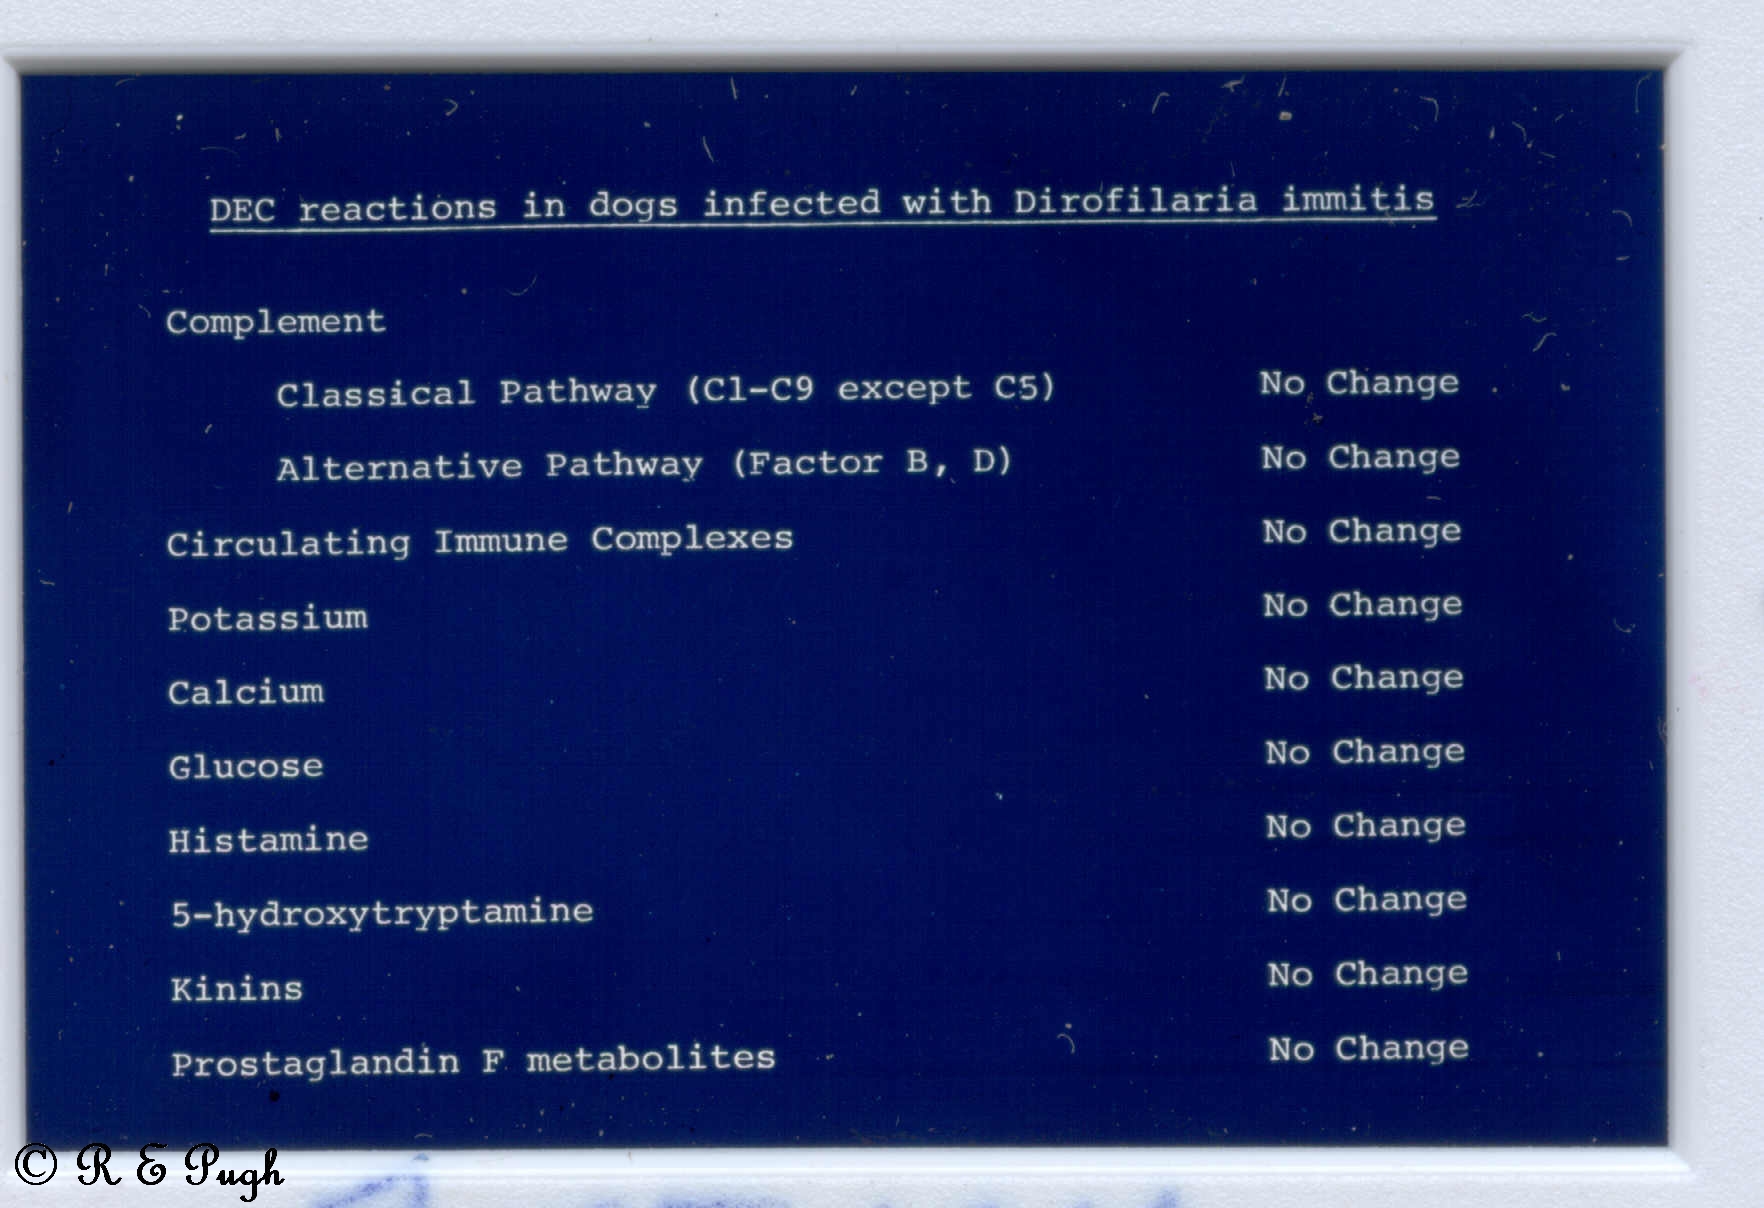 DEC reactions in dogs infected with Dirofilaria immitis
Complement
Classical Pathway (C1-C9 except C5) No Change
Alternative Pathway (Factor B, D) No Change
Circulating Immune Complexes No Change
Potassium No Change
Calcium No Change
Glucose No Change
Histamine No Change
5-hydroxytryptamine No Change
Kinins No Change
Prostaglandin F metabolites No Change
© R E Pugh